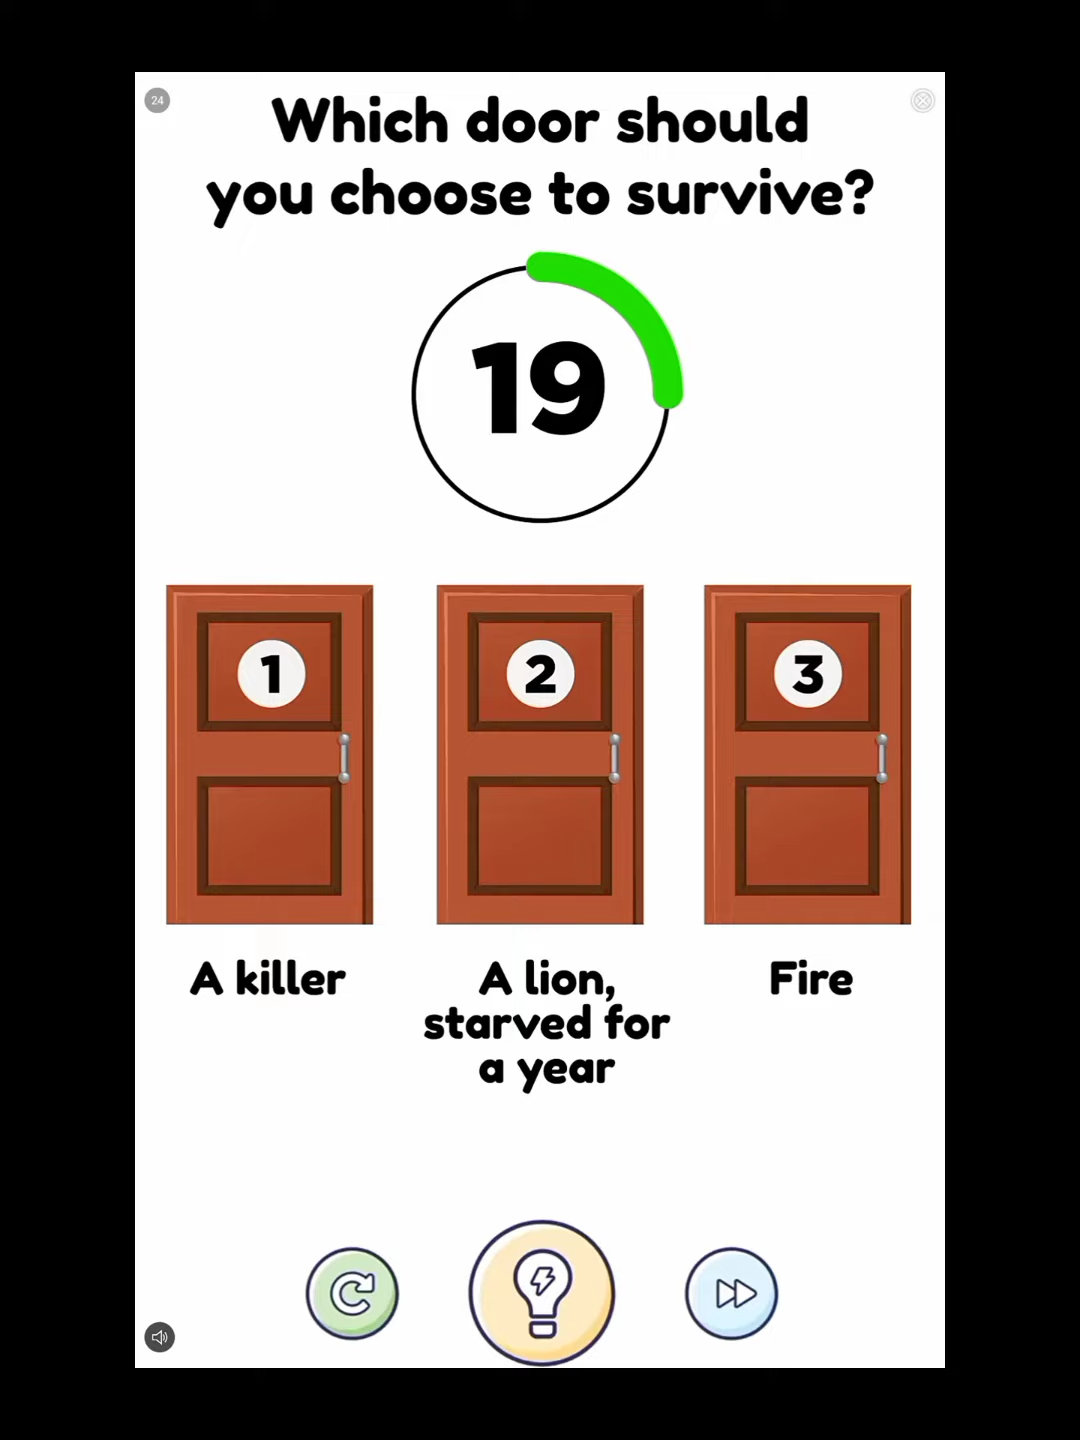 24
Which door should
you choose to survive?
19
1
2
3
A killer
A lion,
starved for
a year
Fire